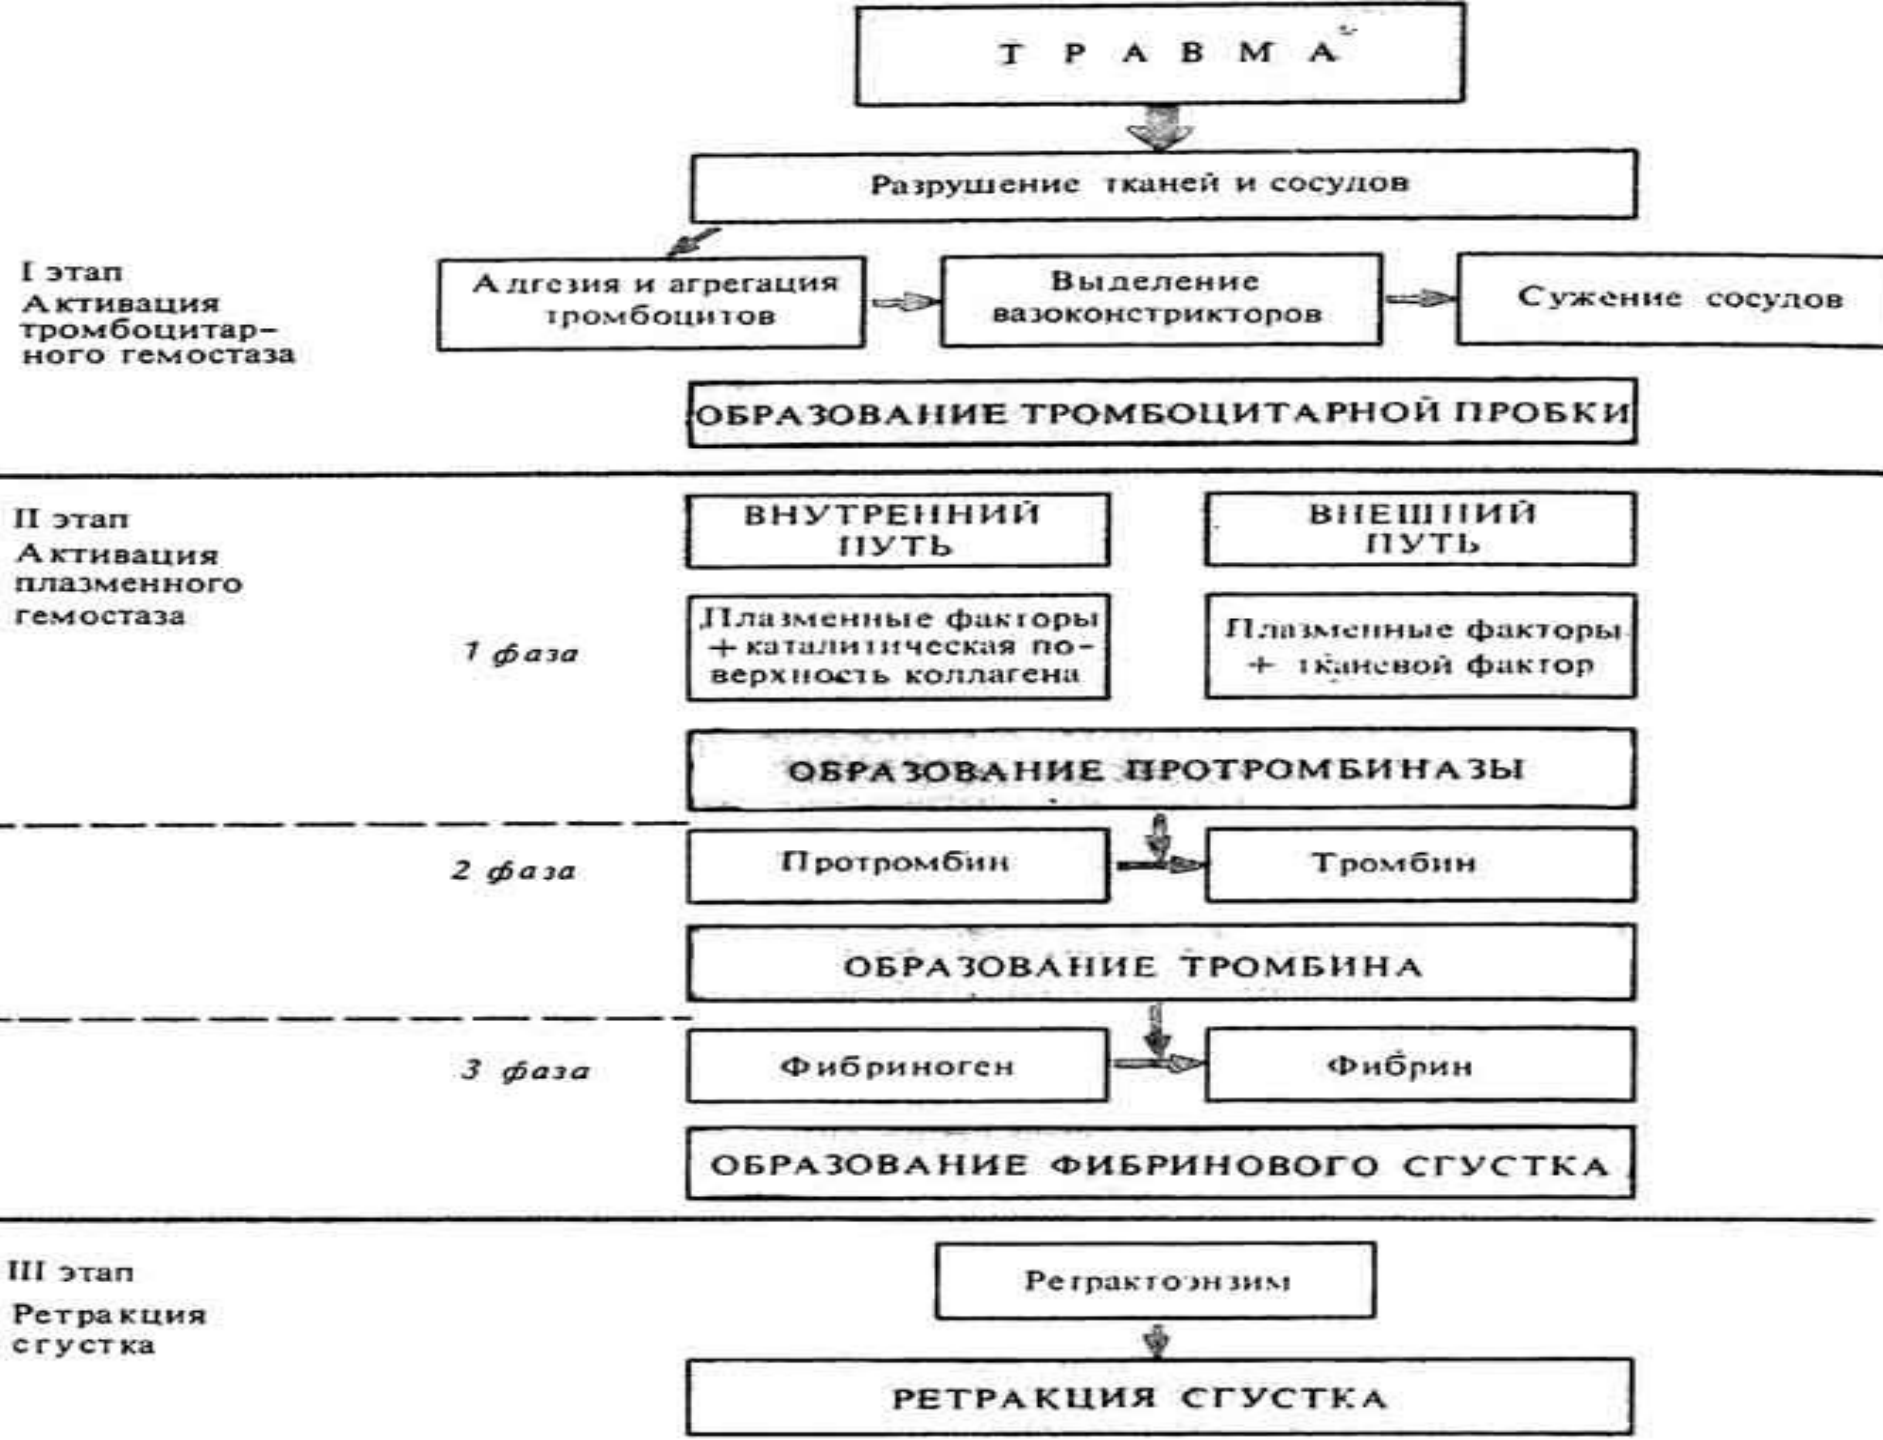 ТРАВМА
Разрушение тканей и сосудов
I этап
Активация
тромбоцитар-
ного гемостаза
Адгезия и агрегация
тромбоцитов
Выделение
вазоконстрикторов
Сужение сосудов
ОБРАЗОВАНИЕ ТРОМБОЦИТАРНОЙ ПРОБКИ
II этап
Активация
плазменного
гемостаза
ВНУТРЕННИЙ
ПУТЬ
ВНЕШНИЙ
ПУТЬ
1 фаза
Плазменные факторы
+ каталитическая по-
верхность коллагена
Плазменные факторы
+ тканевой фактор
ОБРАЗОВАНИЕ ПРОТРОМБИНАЗЫ
2 фаза
Протромбин
Тромбин
ОБРАЗОВАНИЕ ТРОМБИНА
3 фаза
Фибриноген
Фибрин
ОБРАЗОВАНИЕ ФИБРИНОВОГО СГУСТКА
III этап
Ретракция
сгустка
Ретрактоэнзим
РЕТРАКЦИЯ СГУСТКА